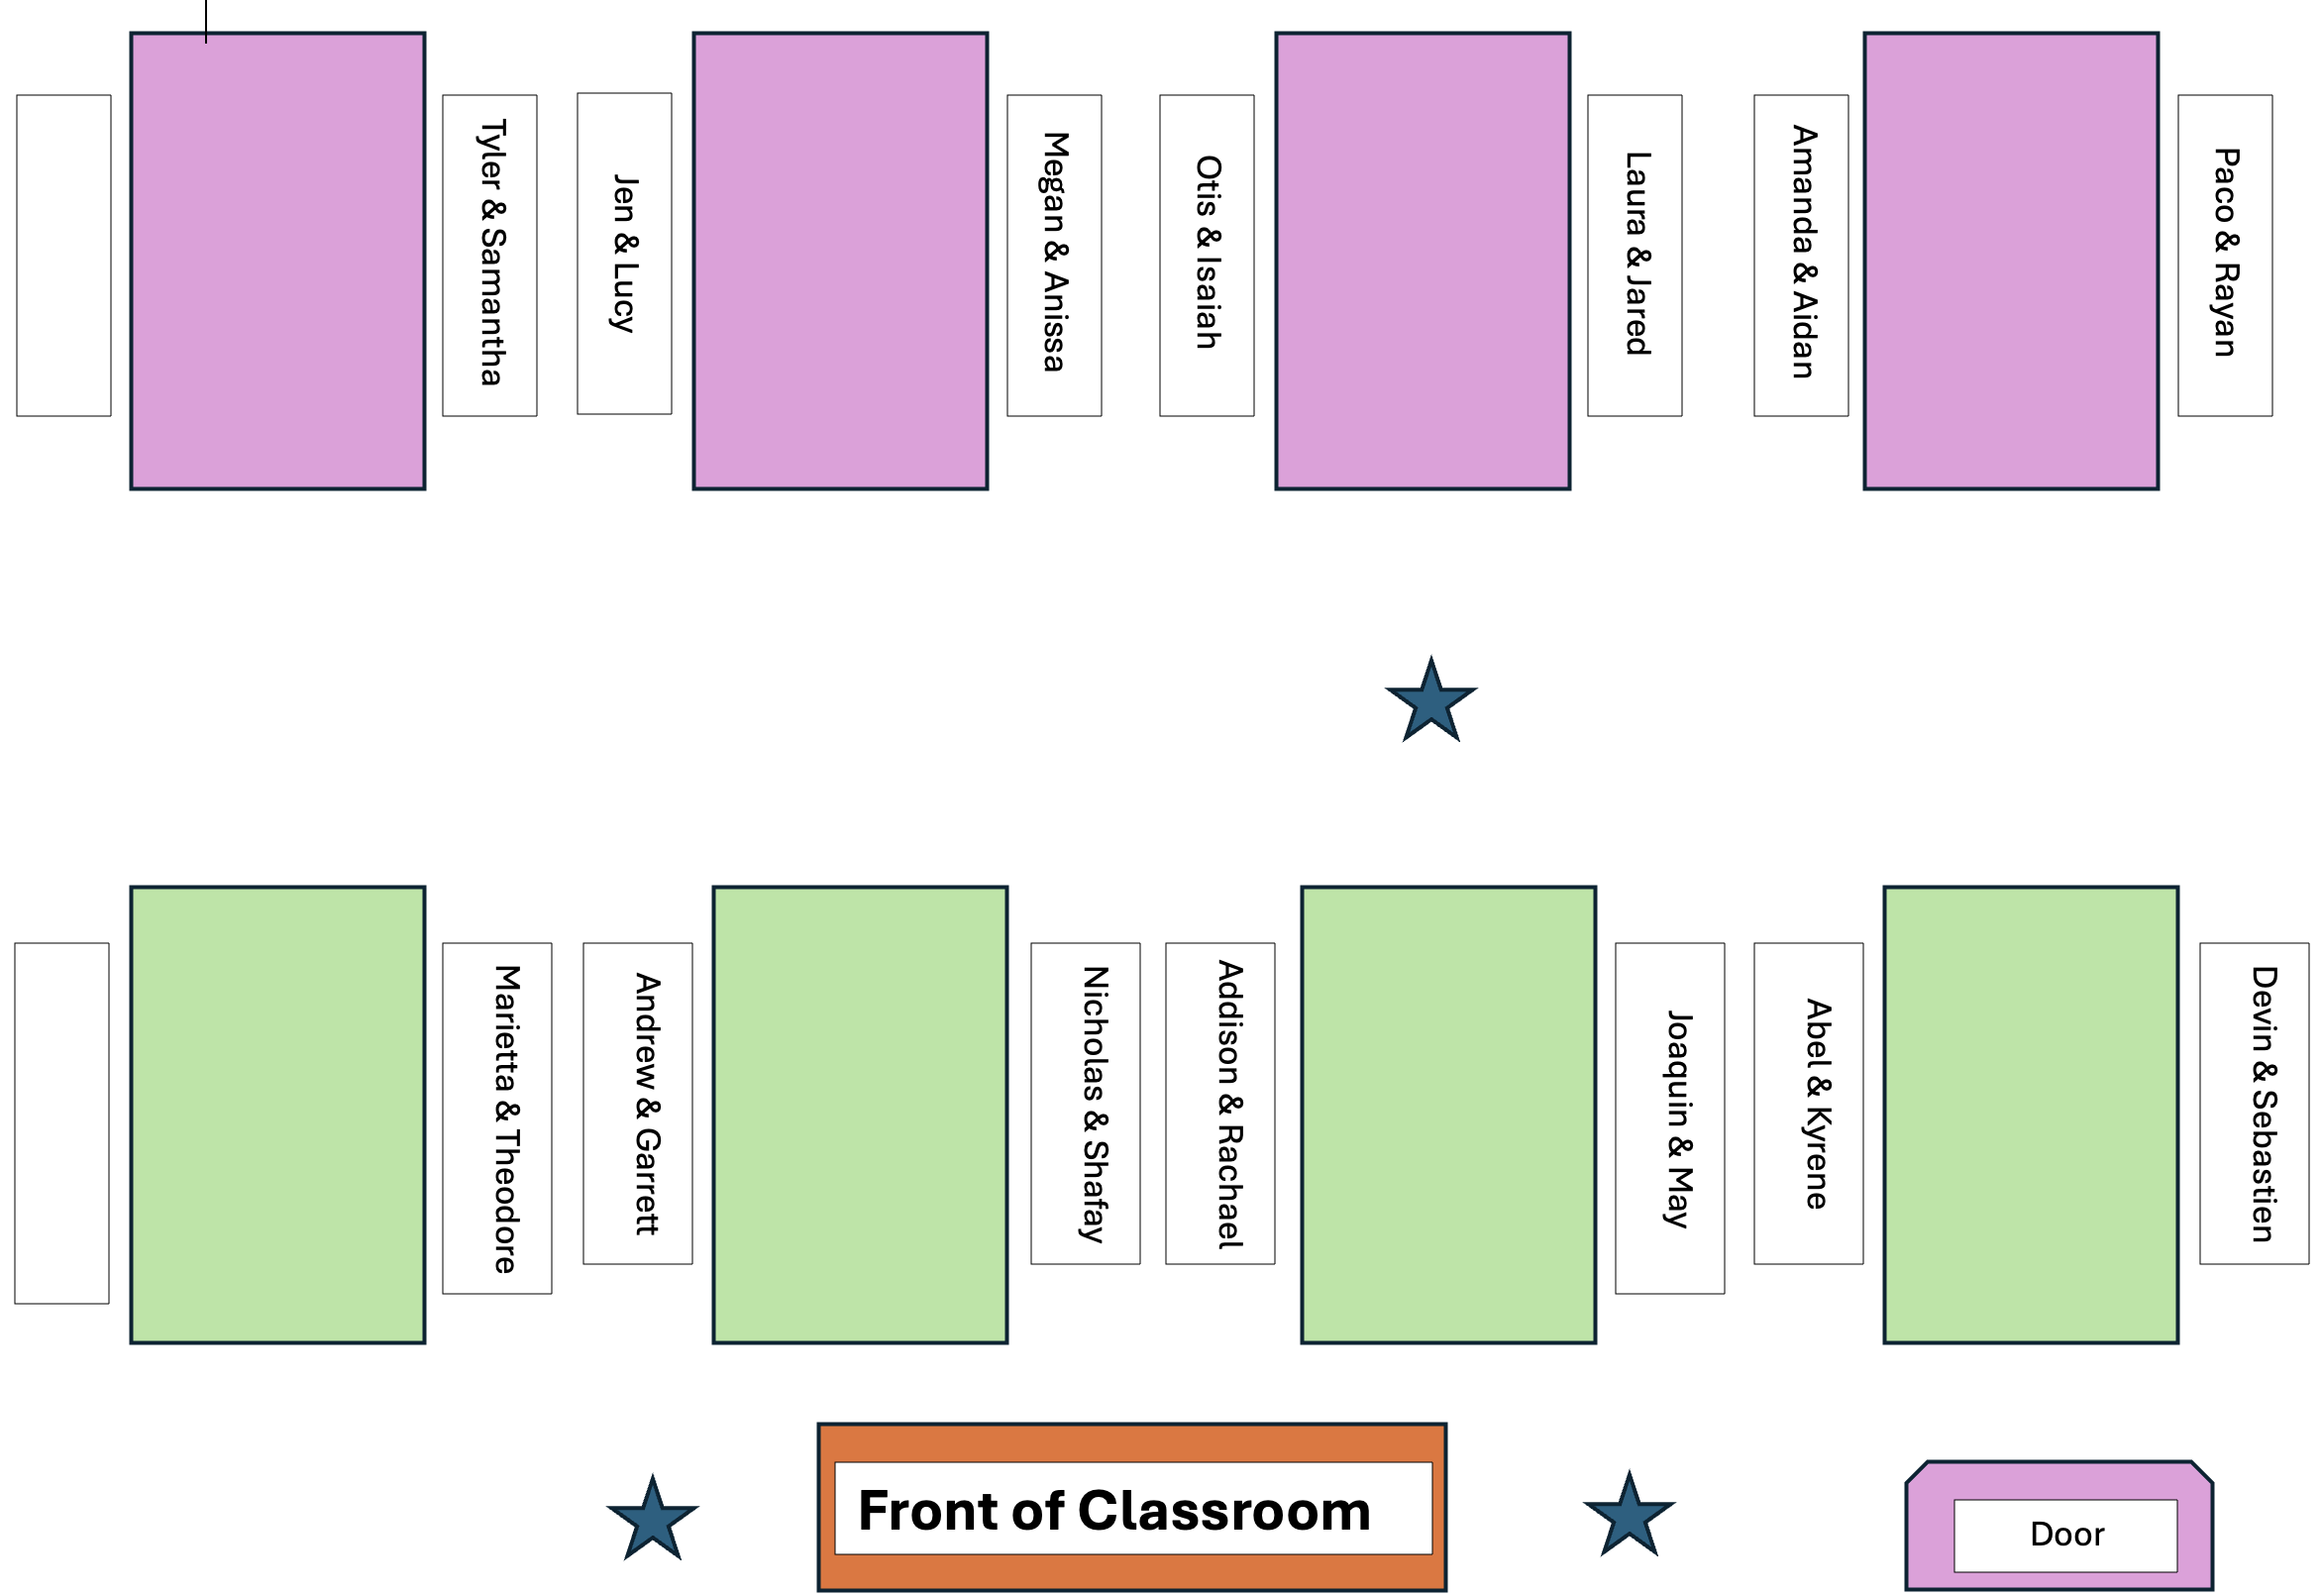 Tyler & Samantha
Jen & Lucy
Megan & Anissa
Otis & Isaiah
Laura & Jared
Amanda & Aidan
Paco & Rayan
Marietta & Theodore
Andrew & Garrett
Nicholas & Shafay
Addison & Rachael
Joaquin & May
Abel & Kyrene
Devin & Sebastien
Front of Classroom
Door